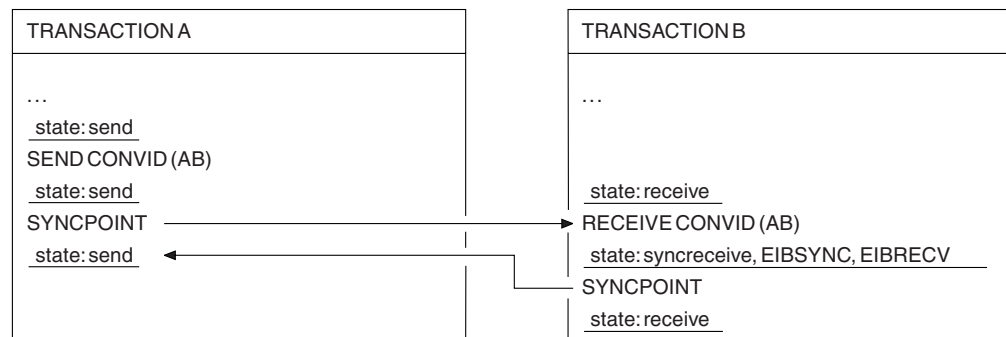 TRANSACTION A
...
state: send
SEND CONVID (AB)
state: send
SYNCPOINT
state: send
TRANSACTION B
...
state: receive
RECEIVE CONVID (AB)
state: syncreceive, EIBSYNC, EIBRECV
SYNCPOINT
state: receive